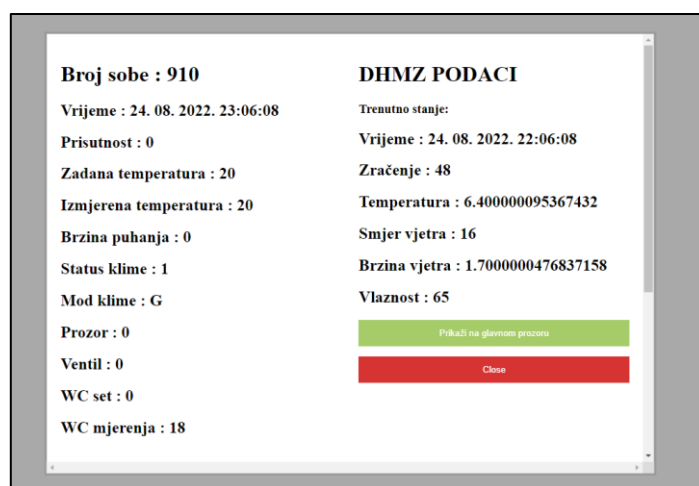 Broj sobe : 910
Vrijeme : 24. 08. 2022. 23:06:08
Prisutnost : 0
Zadana temperatura : 20
Izmjerena temperatura : 20
Brzina puhanja : 0
Status klime : 1
Mod klime : G
Prozor : 0
Ventil : 0
WC set : 0
WC mjerenja : 18
DHMZ PODACI
Trenutno stanje:
Vrijeme : 24. 08. 2022. 22:06:08
Zračenje : 48
Temperatura : 6.400000095367432
Smjer vjetra : 16
Brzina vjetra : 1.7000000476837158
Vlaznost : 65
Prikaži na glavnom prozoru
Close